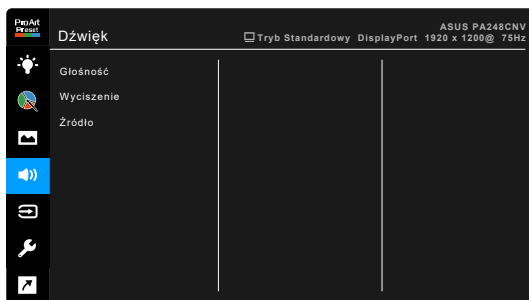 ProArt
Preset
Dźwięk
ASUS PA248CNV
Tryb Standardowy DisplayPort 1920 x 1200@ 75Hz
Głośność
Wyciszenie
Źródło